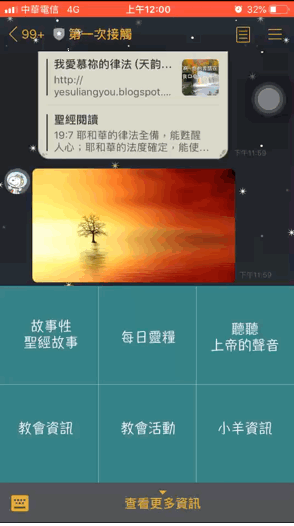 中華電信 4G 上午12:00 32%
99+ 第一次接觸
我愛慕祢的律法 (天韵...
http://
yesuliangyou.blogspot....
聖經閱讀
19:7 耶和華的律法全備，能甦醒
人心；耶和華的法度確定，能使...
下午11:59
下午11:59
故事性
聖經故事
每日靈糧
聽聽
上帝的聲音
教會資訊
教會活動
小羊資訊
查看更多資訊